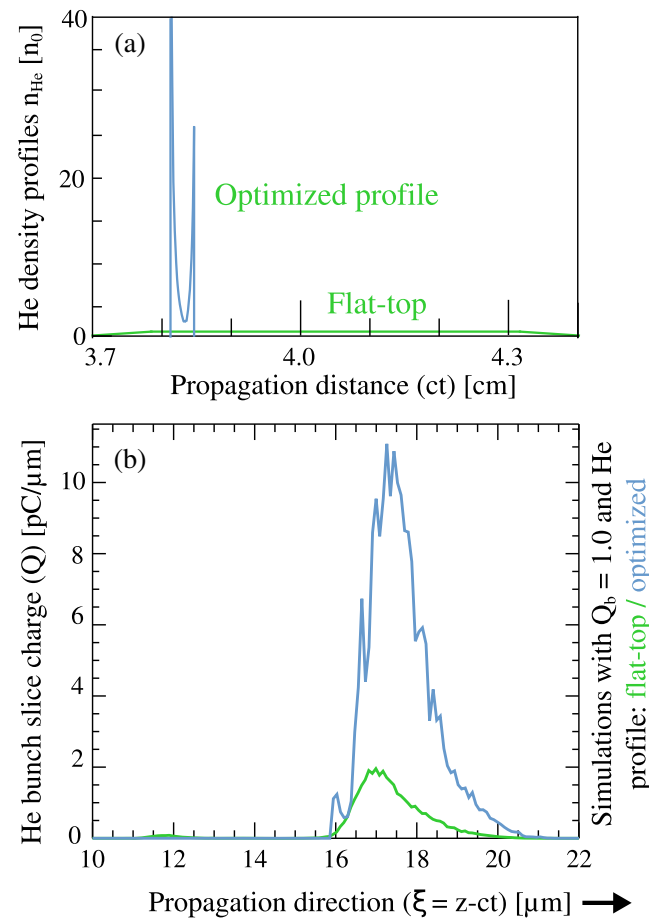 He density profiles n_He [n_0]
40
20
0
(a)
Optimized profile
Flat-top
3.7 4.0 4.3
Propagation distance (ct) [cm]
He bunch slice charge (Q) [pC/μm]
10
8
6
4
2
0
(b)
10 12 14 16 18 20 22
Propagation direction (ξ = z-ct) [μm]
Simulations with Q_b = 1.0 and He
profile: flat-top / optimized